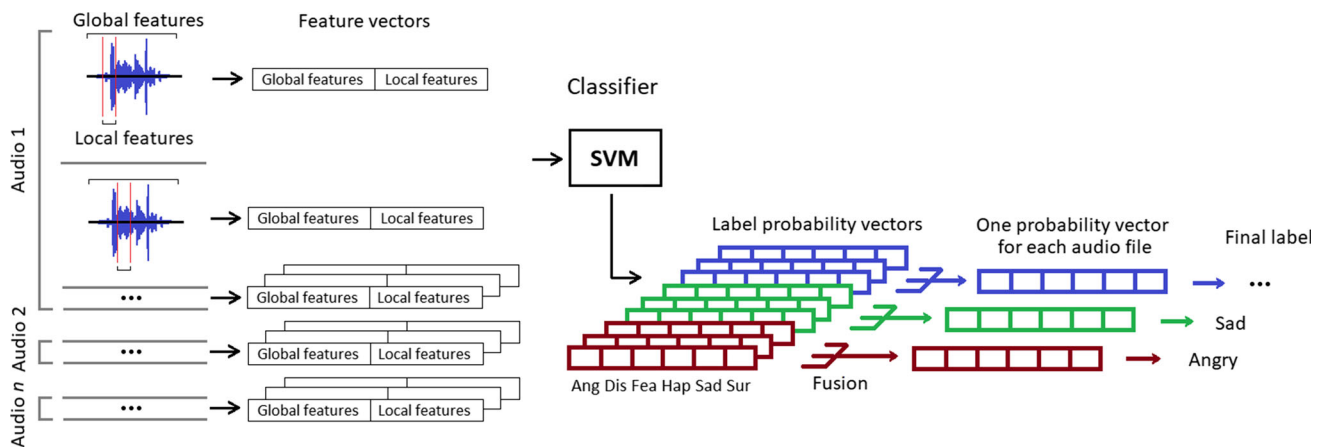 Global features
Feature vectors
Audio 1
Global features Local features
Local features
Global features Local features
...
Global features Local features
Audio 2
...
Global features Local features
Audio n
...
Global features Local features
Classifier
SVM
Label probability vectors
One probability vector
for each audio file
Final label
...
Sad
Angry
Fusion
Ang Dis Fea Hap Sad Sur